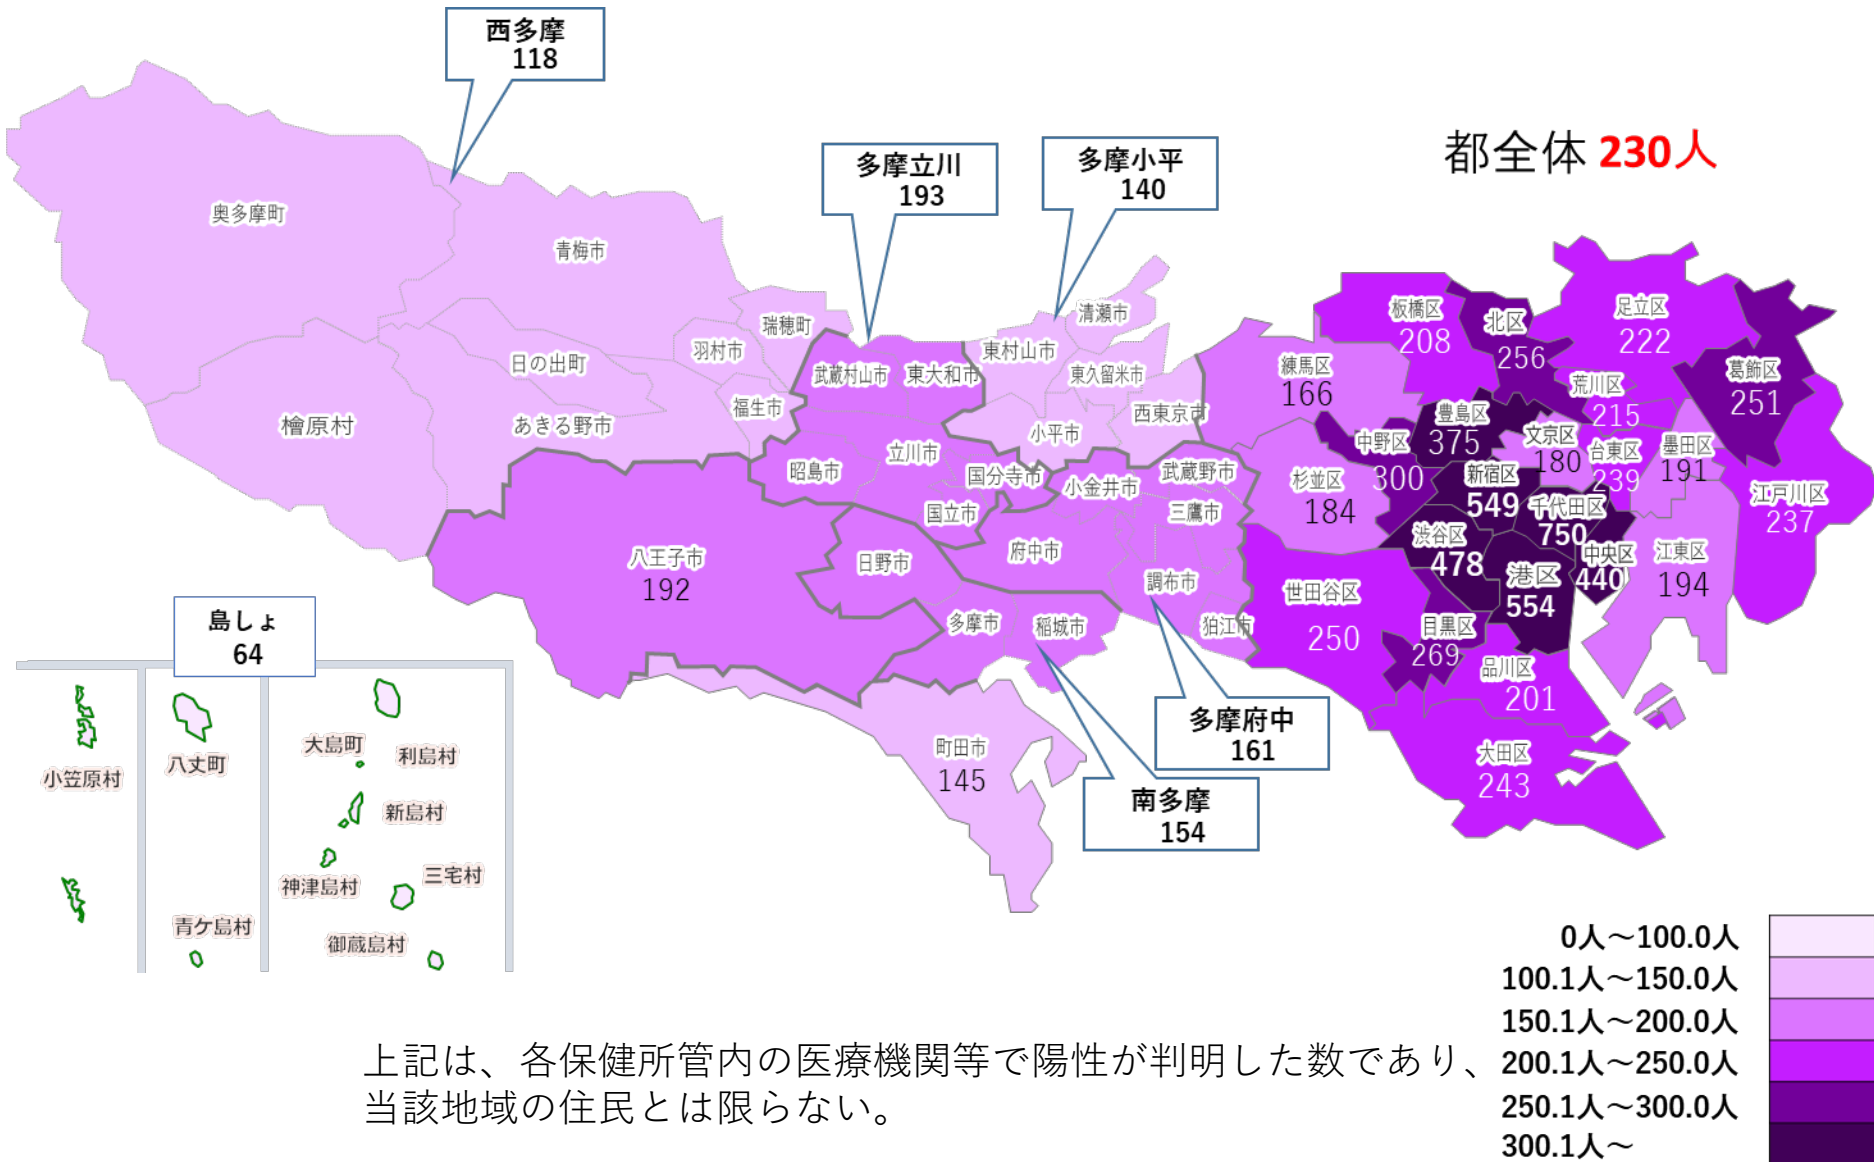 西多摩
118
多摩立川
193
多摩小平
140
都全体 230人
奥多摩町
青梅市
瑞穂町
羽村市
日の出町
福生市
あきる野市
檜原村
武蔵村山市
東大和市
東村山市
清瀬市
東久留米市
西東京市
小平市
昭島市
立川市
国分寺市
国立市
小金井市
武蔵野市
三鷹市
府中市
調布市
狛江市
八王子市
192
日野市
多摩市
稲城市
町田市
145
多摩府中
161
南多摩
154
板橋区
208
北区
256
足立区
222
葛飾区
251
練馬区
166
荒川区
215
豊島区
375
中野区
300
文京区
180
台東区
239
墨田区
191
江戸川区
237
杉並区
184
新宿区
549
千代田区
750
渋谷区
478
中央区
440
江東区
194
港区
554
世田谷区
250
目黒区
269
品川区
201
大田区
243
島しょ
64
小笠原村
八丈町
青ケ島村
大島町
利島村
新島村
神津島村
三宅村
御蔵島村
0人～100.0人
100.1人～150.0人
150.1人～200.0人
200.1人～250.0人
250.1人～300.0人
300.1人～
上記は、各保健所管内の医療機関等で陽性が判明した数であり、
当該地域の住民とは限らない。